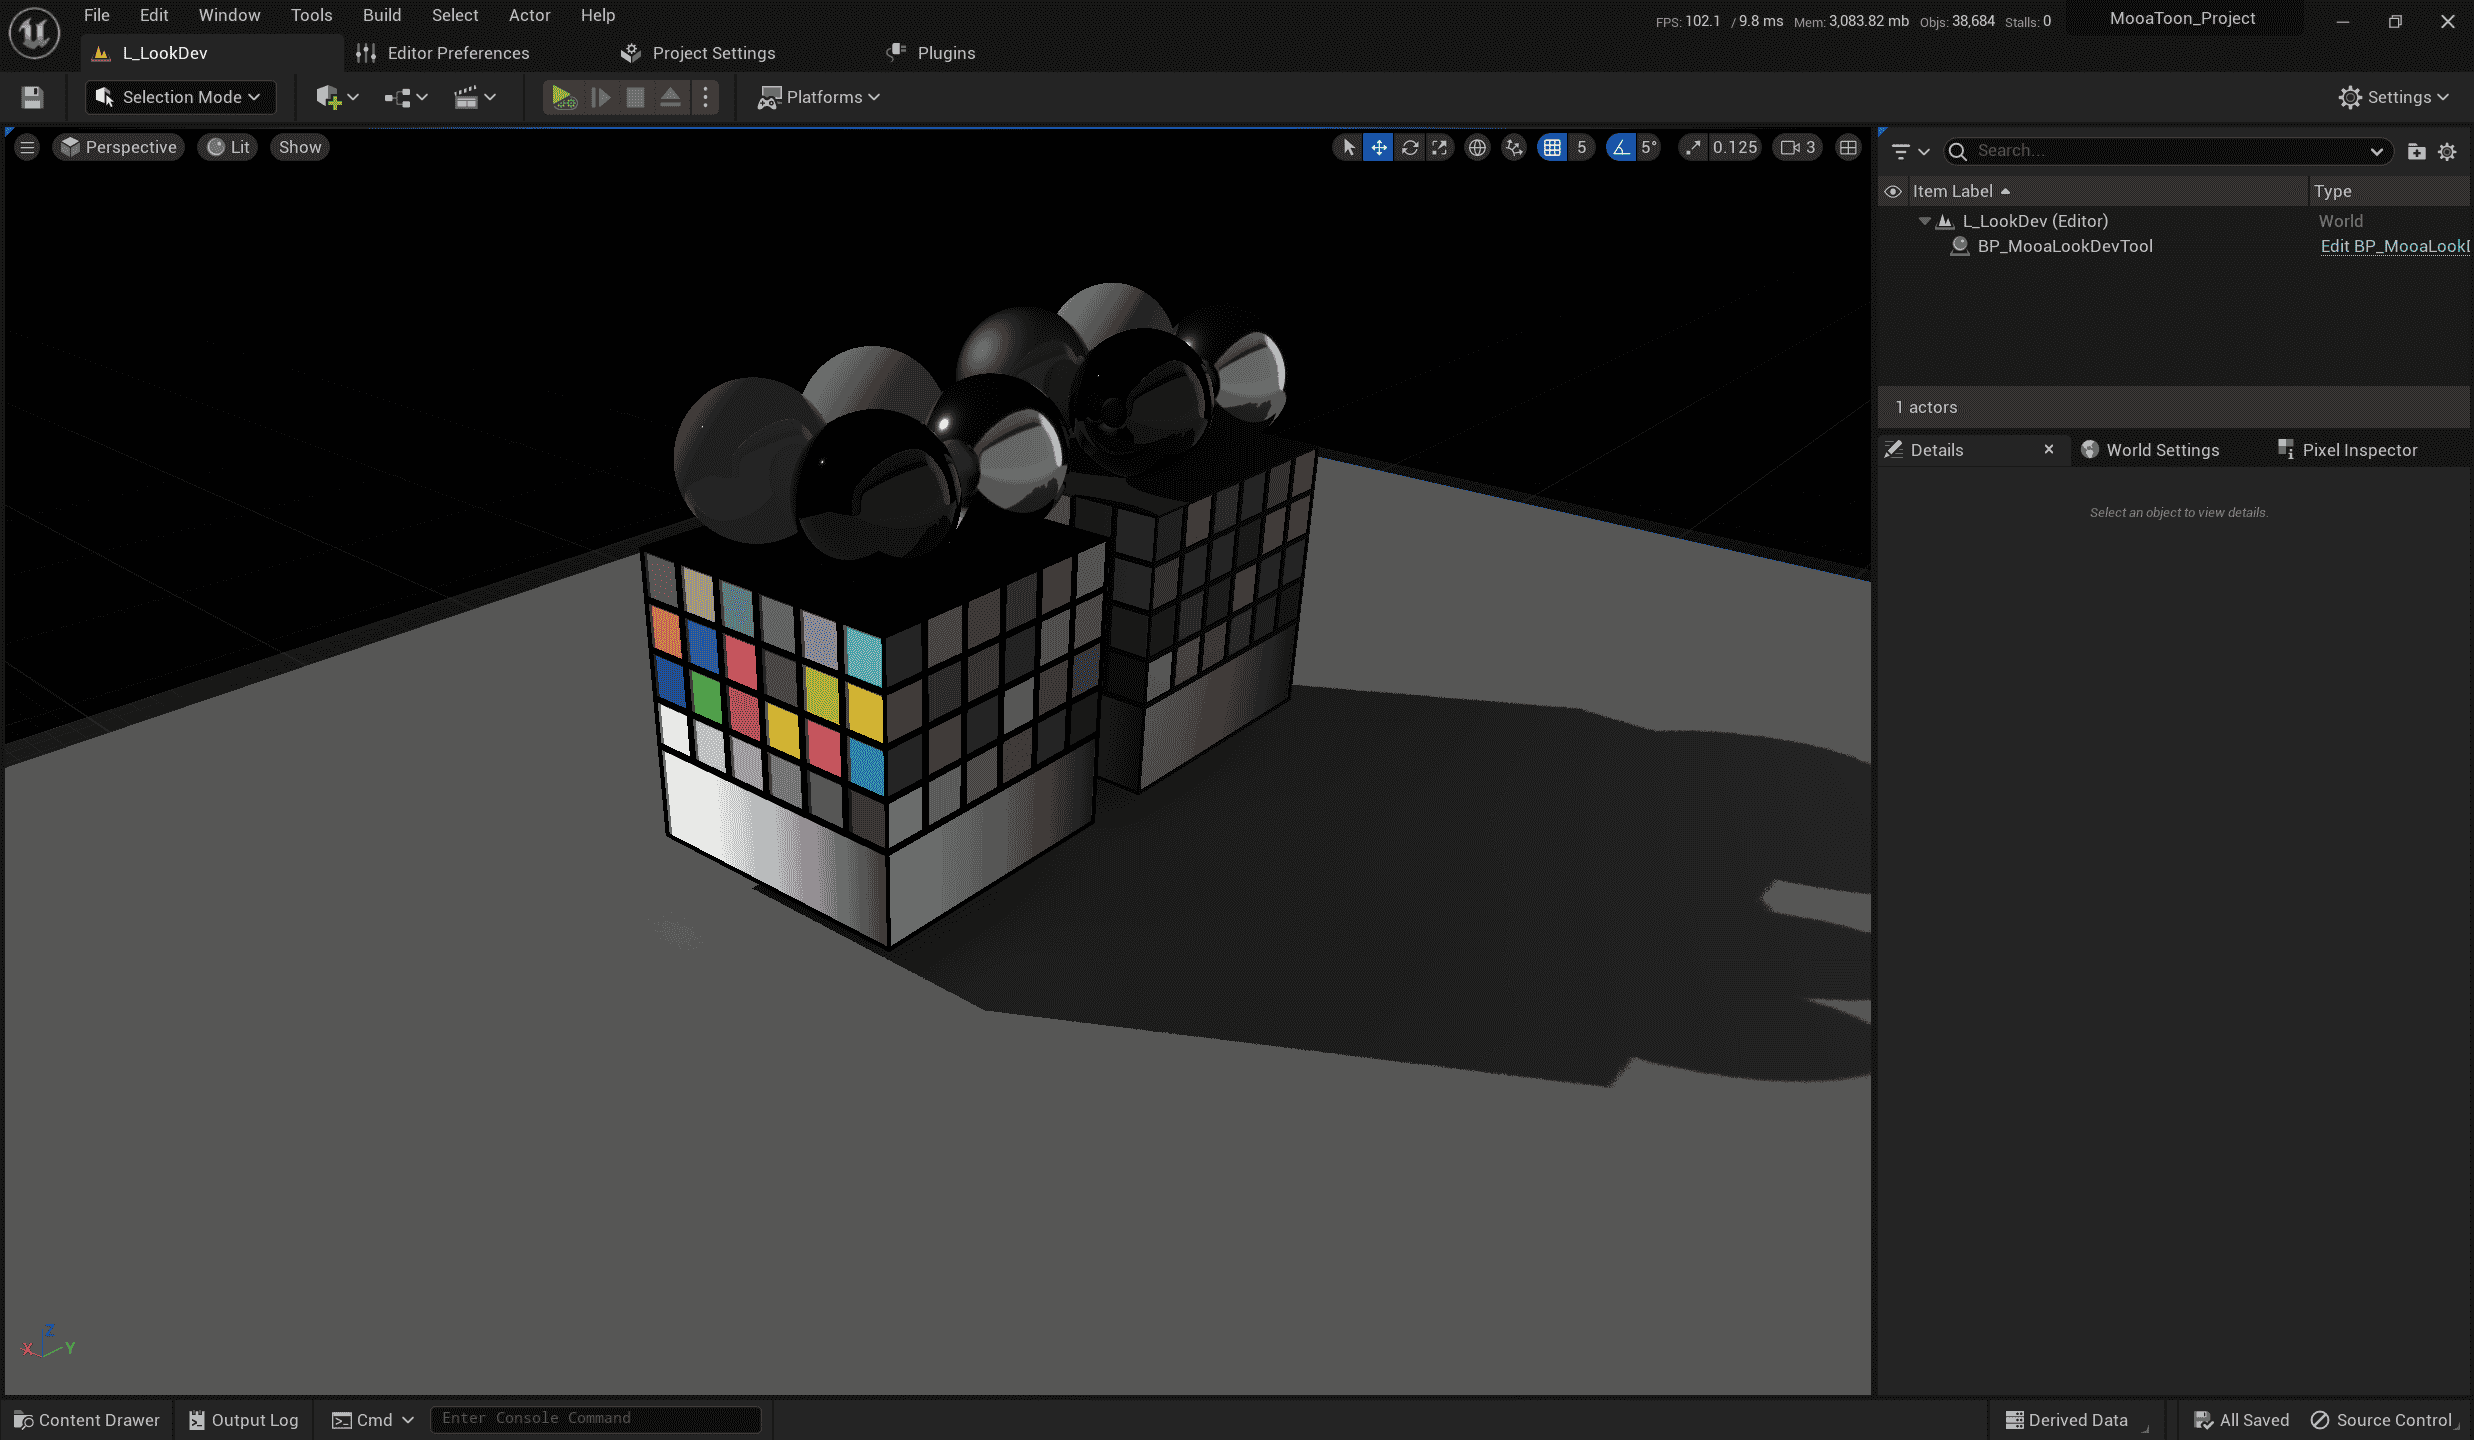 File Edit Window Tools Build Select Actor Help
FPS: 102.1 / 9.8 ms Mem: 3,083.82 mb Objs: 38,684 Stalls: 0
MooaToon_Project
L_LookDev
Editor Preferences
Project Settings
Plugins
Selection Mode
Platforms
Settings
Perspective
Lit
Show
5
5°
0.125
3
Search...
Item Label
Type
L_LookDev (Editor)
World
BP_MooaLookDevTool
Edit BP_MooaLook
1 actors
Details
World Settings
Pixel Inspector
Select an object to view details.
Z
X
Y
Content Drawer
Output Log
Cmd
Enter Console Command
Derived Data
All Saved
Source Control